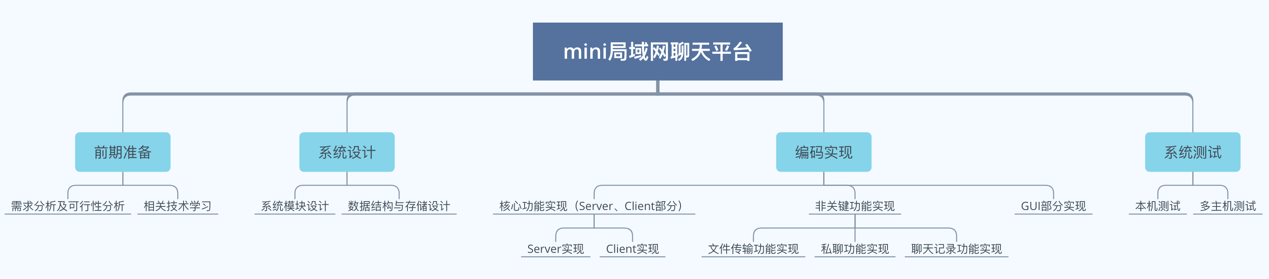 mini局域网聊天平台
前期准备
系统设计
编码实现
系统测试
需求分析及可行性分析
相关技术学习
系统模块设计
数据结构与存储设计
核心功能实现（Server、Client部分）
非关键功能实现
GUI部分实现
本机测试
多主机测试
Server实现
Client实现
文件传输功能实现
私聊功能实现
聊天记录功能实现